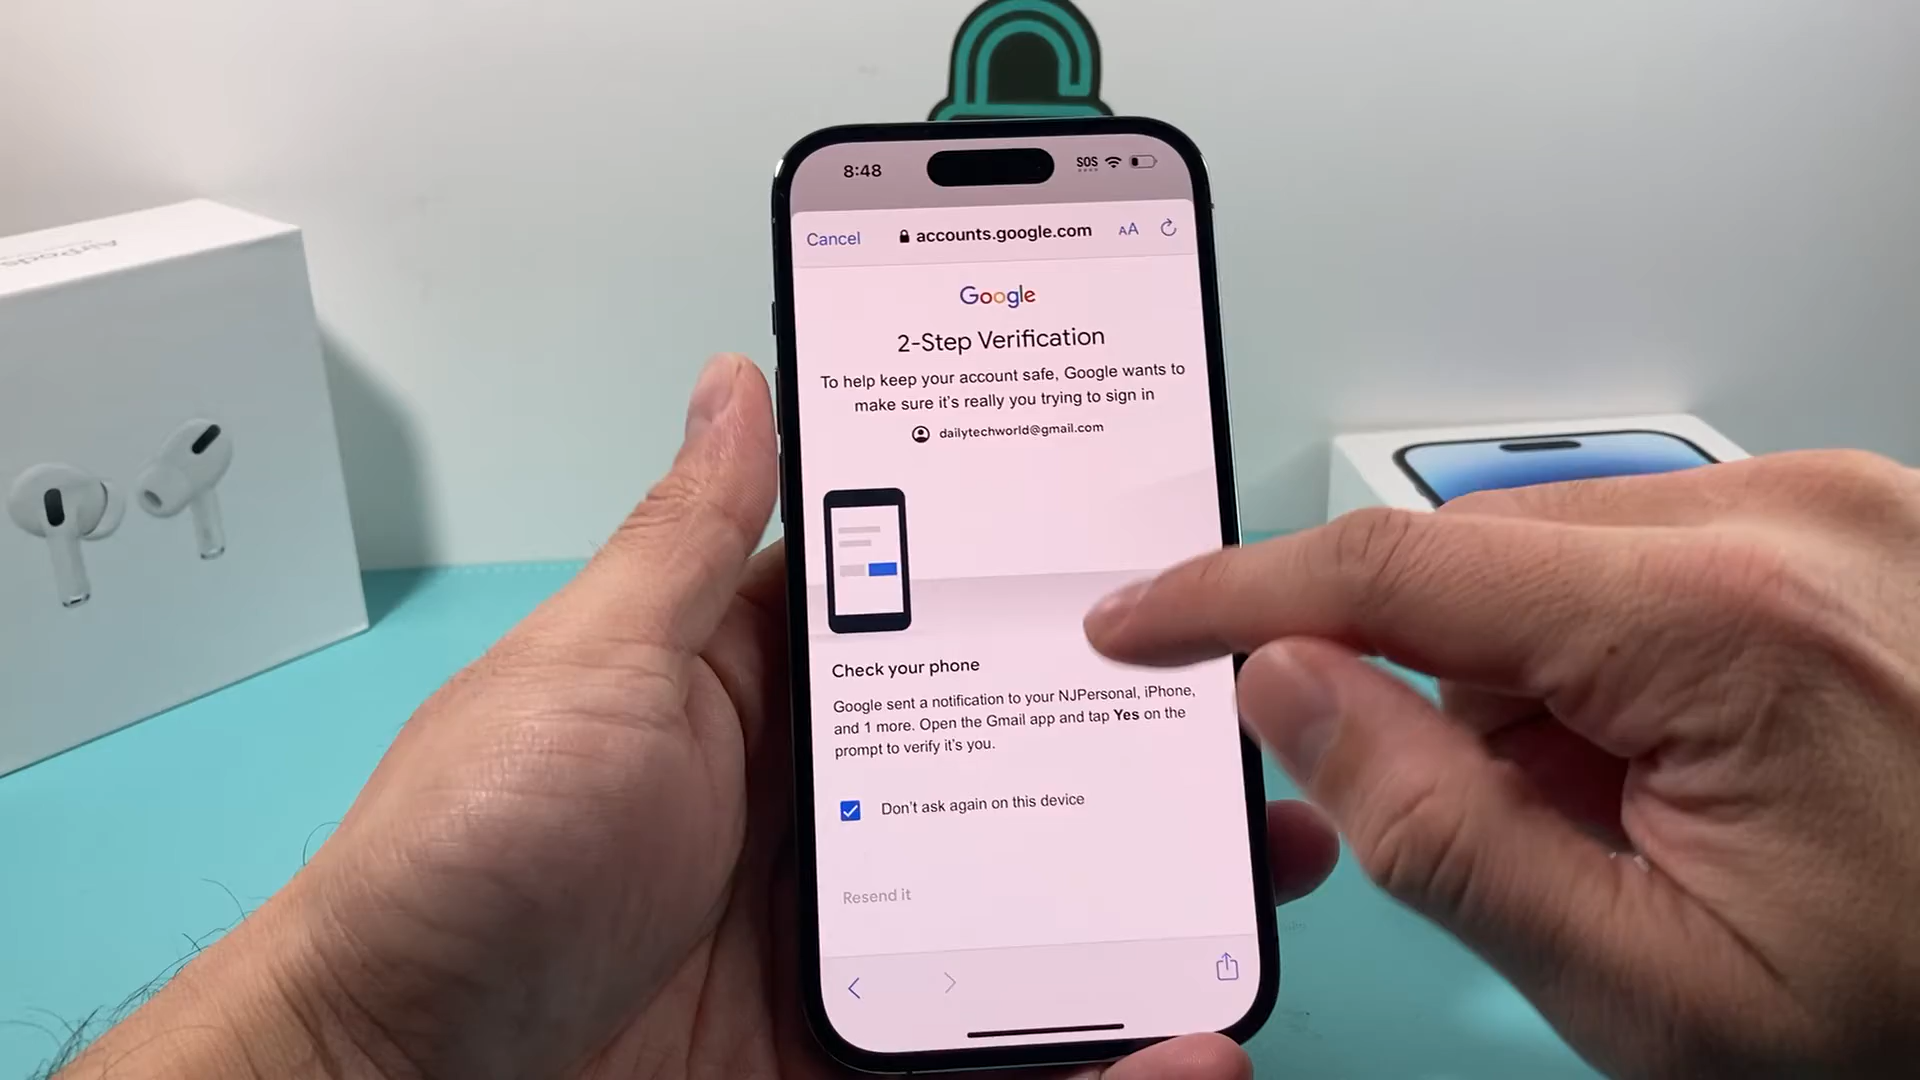 AirPods
8:48
SOS
Cancel
accounts.google.com
AA
Google
2-Step Verification
To help keep your account safe, Google wants to
make sure it's really you trying to sign in
dailytechworld@gmail.com
Check your phone
Google sent a notification to your NJPersonal, iPhone,
and 1 more. Open the Gmail app and tap Yes on the
prompt to verify it's you.
Don't ask again on this device
Resend it